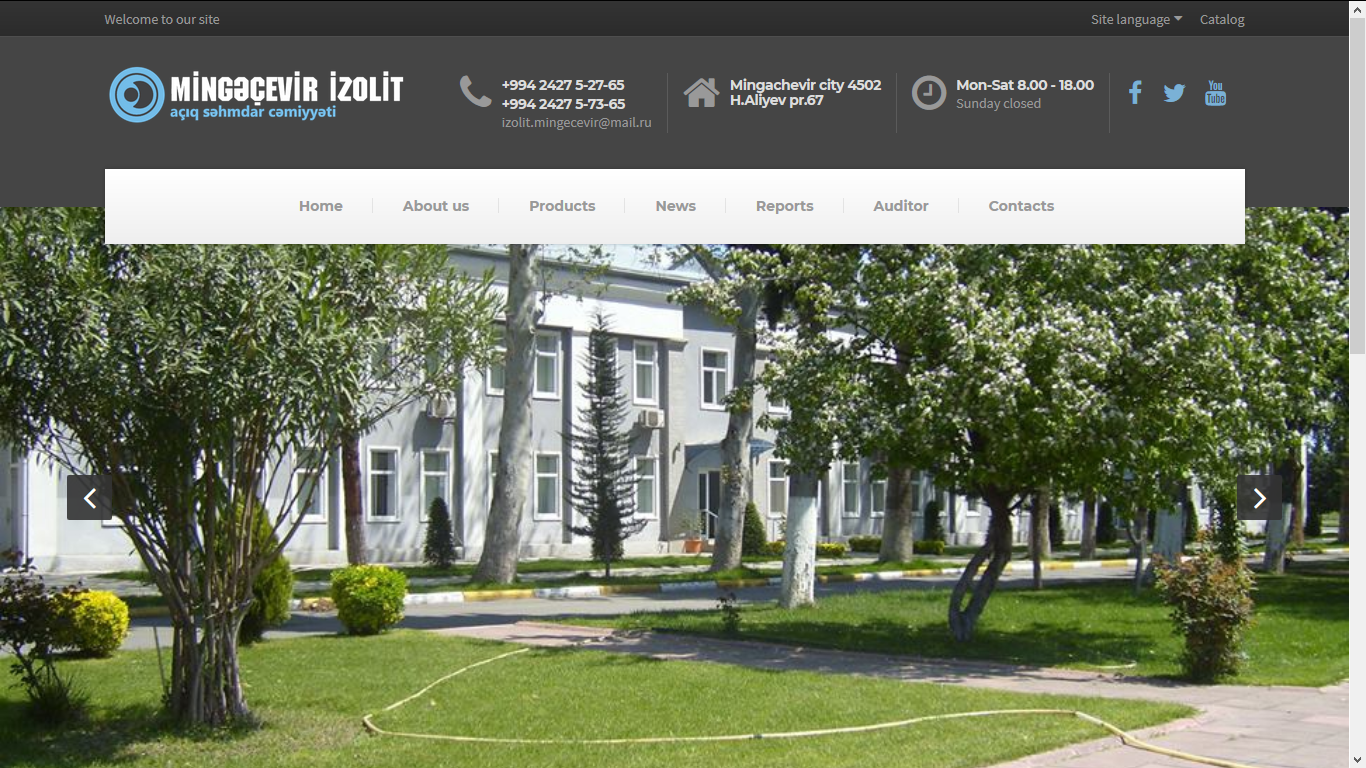 Welcome to our site
Site language
Catalog
MİNGƏÇEVİR İZOLİT
açıq səhmdar cəmiyyəti
+994 2427 5-27-65
+994 2427 5-73-65
izolit.mingecevir@mail.ru
Mingachevir city 4502
H.Aliyev pr.67
Mon-Sat 8.00 - 18.00
Sunday closed
You
Tube
Home
About us
Products
News
Reports
Auditor
Contacts